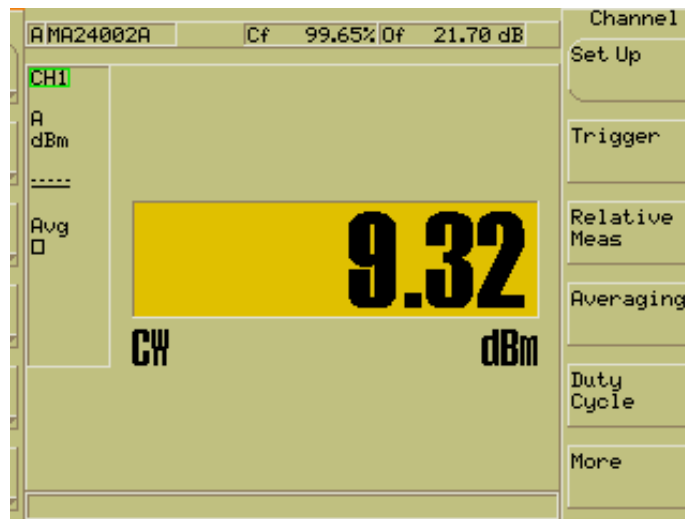 A MA24002A Cf 99.65% Of 21.70 dB
CH1
A
dBm
-----
Avg
9.32
CW dBm
Channel
Set Up
Trigger
Relative
Meas
Averaging
Duty
Cycle
More